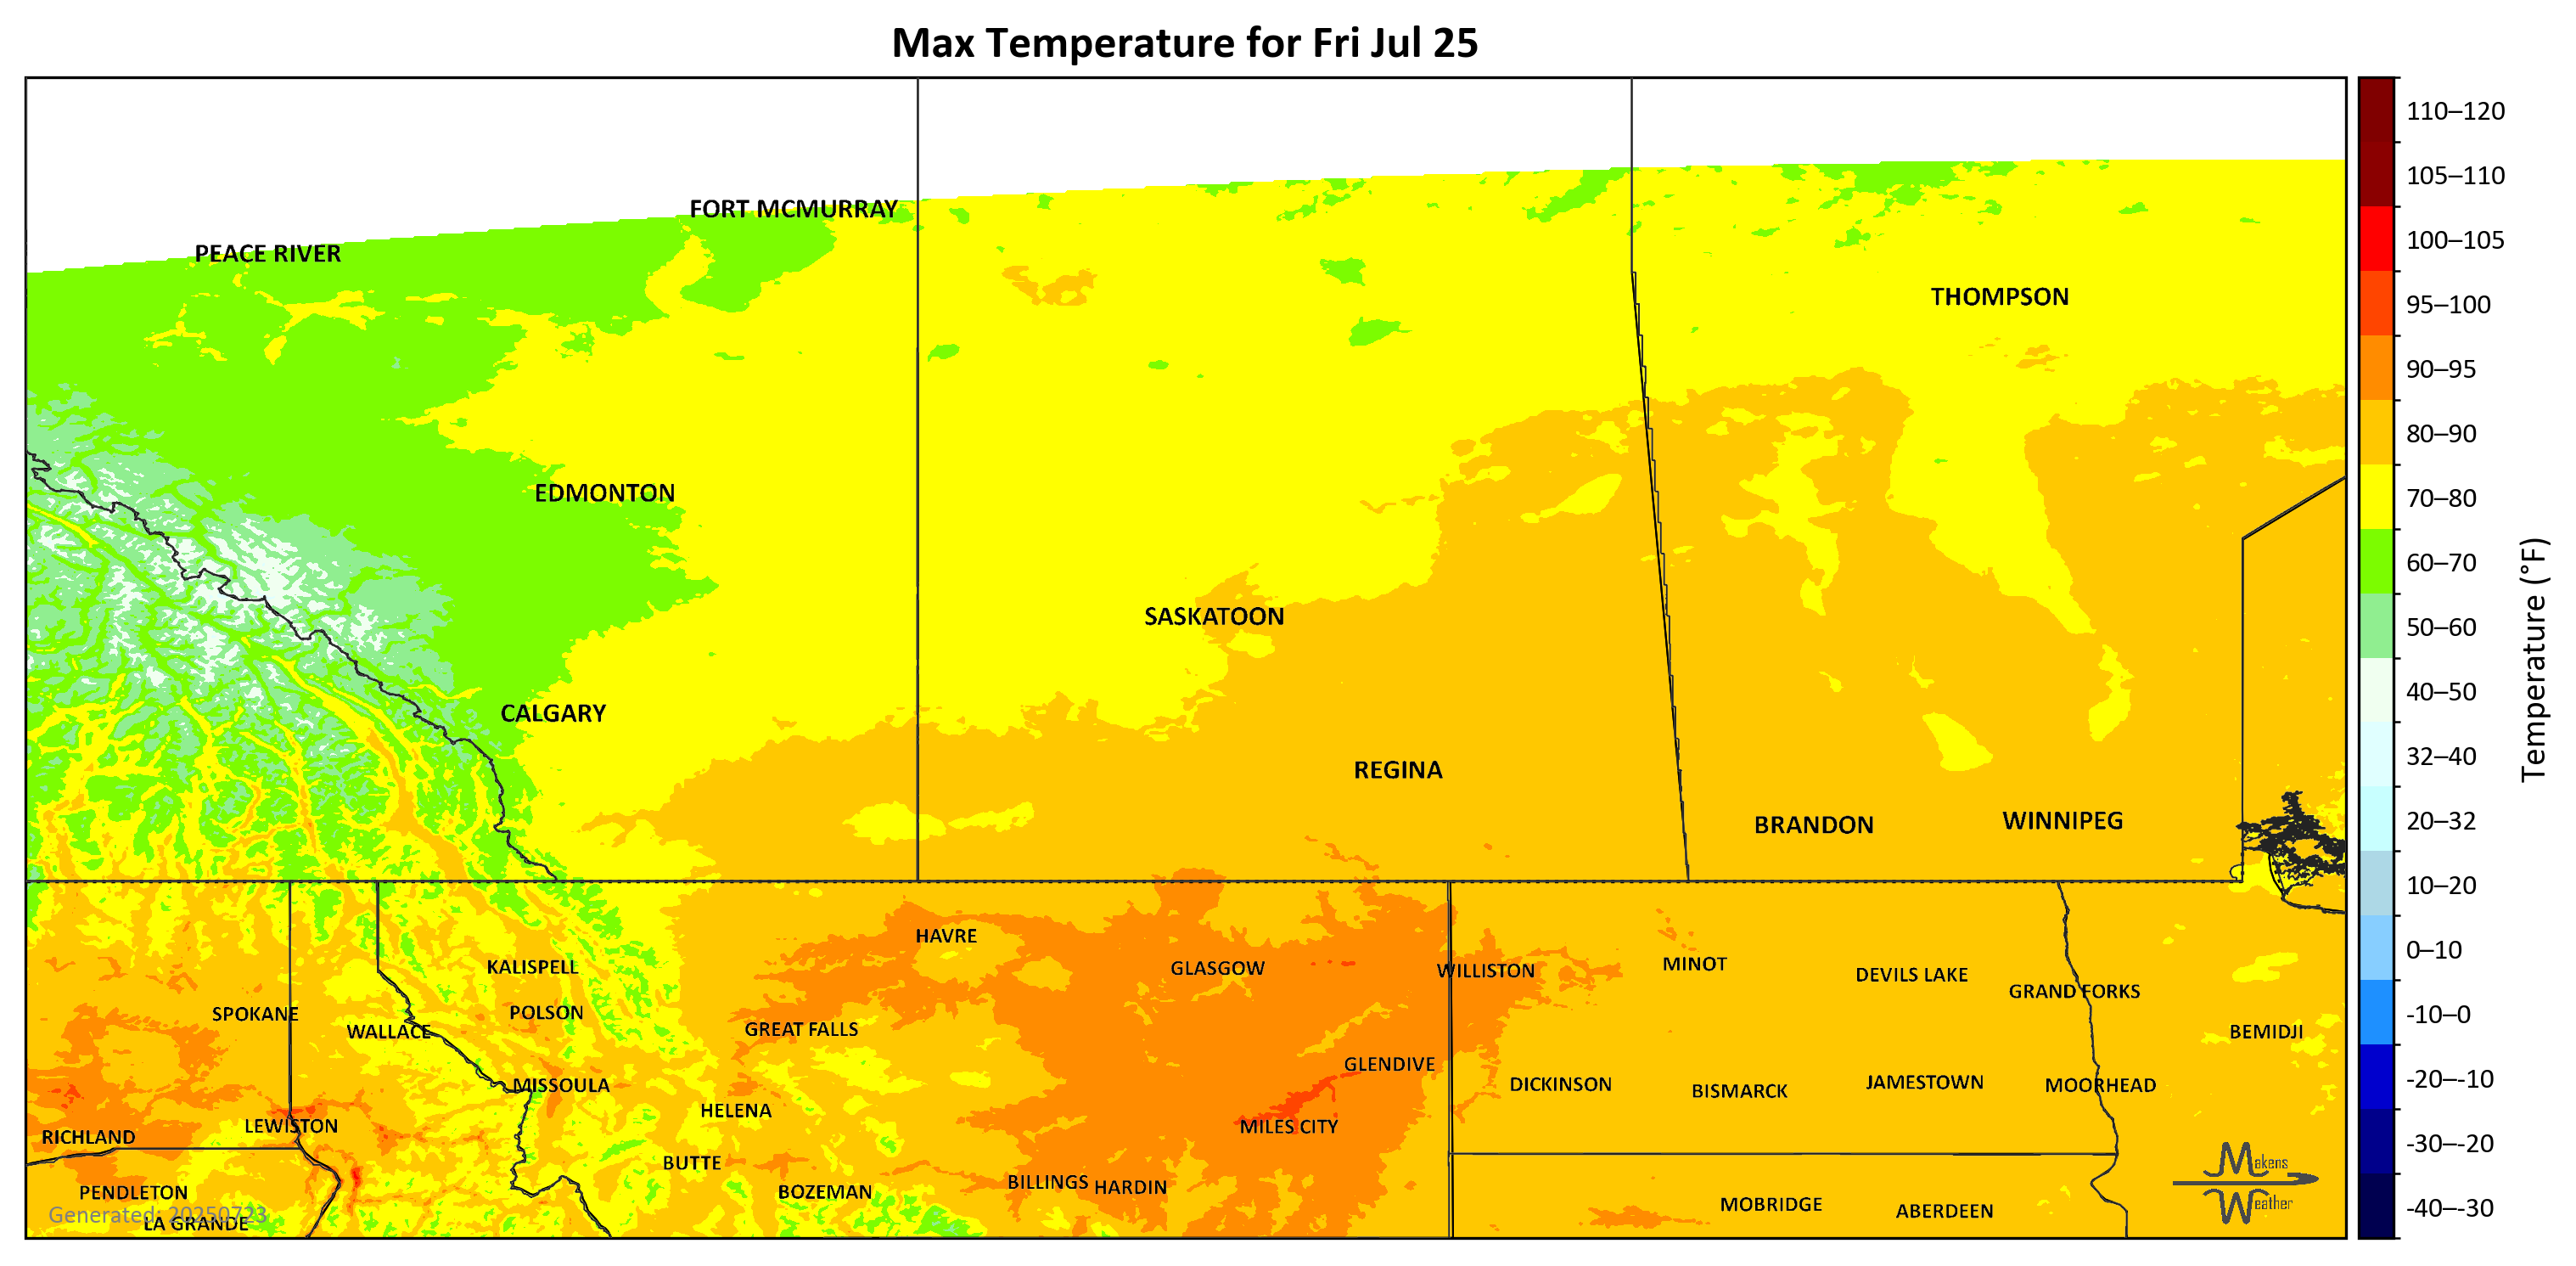 Max Temperature for Fri Jul 25
FORT MCMURRAY
PEACE RIVER
THOMPSON
EDMONTON
SASKATOON
CALGARY
REGINA
BRANDON
WINNIPEG
HAVRE
KALISPELL
GLASGOW
WILLISTON
MINOT
DEVILS LAKE
GRAND FORKS
SPOKANE
POLSON
WALLACE
GREAT FALLS
BEMIDJI
GLENDIVE
MISSOULA
DICKINSON
BISMARCK
JAMESTOWN
MOORHEAD
HELENA
LEWISTON
MILES CITY
RICHLAND
BUTTE
BILLINGS
HARDIN
PENDLETON
BOZEMAN
MOBRIDGE
ABERDEEN
Generated: 20250723
LA GRANDE
Makens
Weather
110–120
105–110
100–105
95–100
90–95
80–90
70–80
60–70
50–60
40–50
32–40
20–32
10–20
0–10
-10–0
-20–-10
-30–-20
-40–-30
Temperature (°F)